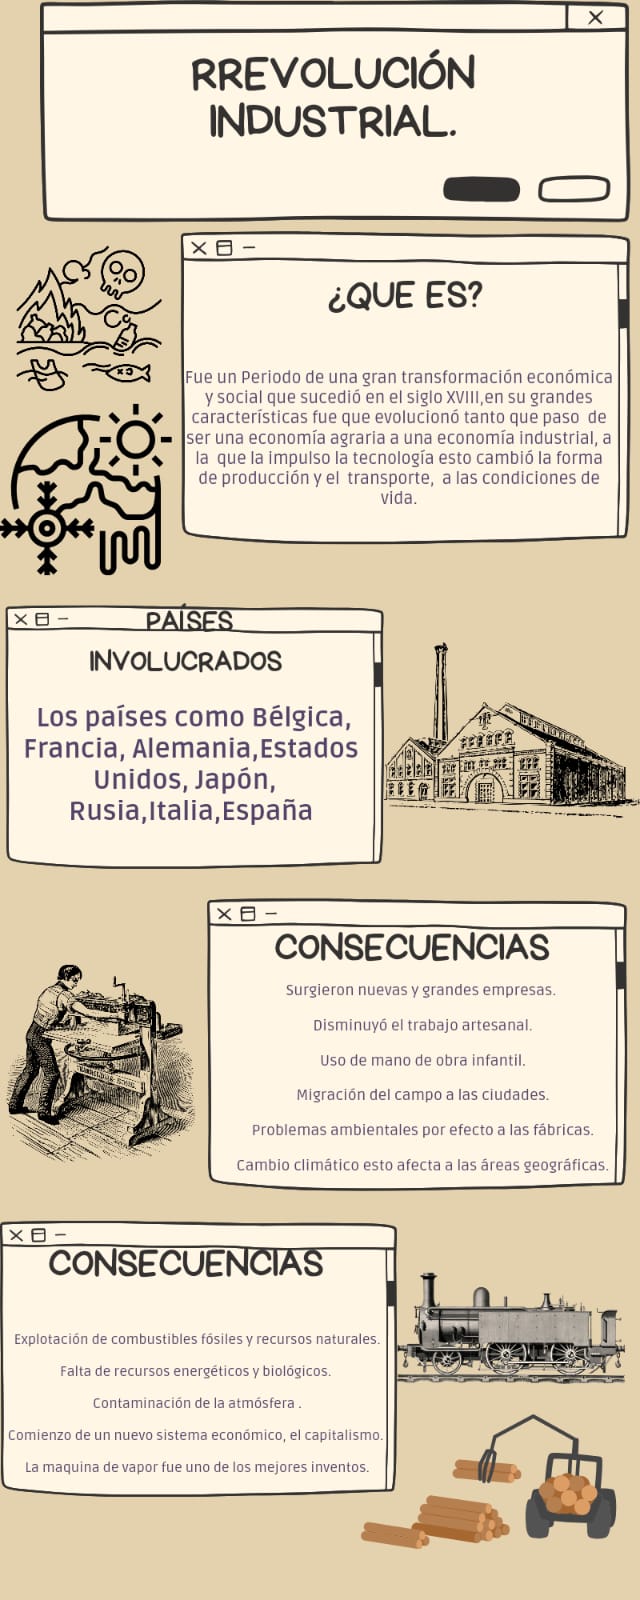 RREVOLUCIÓN
INDUSTRIAL.
¿QUE ES?
Fue un Periodo de una gran transformación económica
y social que sucedió en el siglo XVIII,en su grandes
características fue que evolucionó tanto que paso de
ser una economía agraria a una economía industrial, a
la que la impulso la tecnología esto cambió la forma
de producción y el transporte, a las condiciones de
vida.
PAÍSES
INVOLUCRADOS
Los países como Bélgica,
Francia, Alemania,Estados
Unidos, Japón,
Rusia,Italia,España
CONSECUENCIAS
Surgieron nuevas y grandes empresas.
Disminuyó el trabajo artesanal.
Uso de mano de obra infantil.
Migración del campo a las ciudades.
Problemas ambientales por efecto a las fábricas.
Cambio climático esto afecta a las áreas geográficas.
CONSECUENCIAS
Explotación de combustibles fósiles y recursos naturales.
Falta de recursos energéticos y biológicos.
Contaminación de la atmósfera .
Comienzo de un nuevo sistema económico, el capitalismo.
La maquina de vapor fue uno de los mejores inventos.